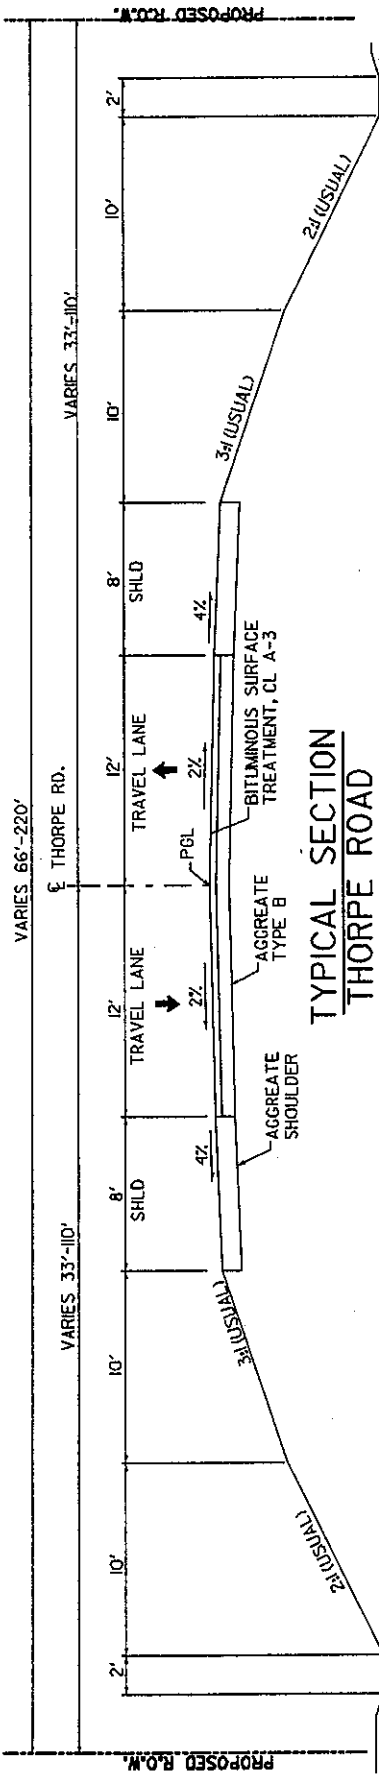 VARIES 66'-220'
PROPOSED R.O.W.
PROPOSED R.O.W.
VARIES 33'-110'
℄ THORPE RD.
VARIES 33'-110'
2'
10'
10'
8'
SHLD
12'
TRAVEL LANE
12'
TRAVEL LANE
8'
SHLD
10'
10'
2'
4%
2%
PGL
2%
4%
2:1 (USUAL)
3:1 (USUAL)
3:1 (USUAL)
2:1 (USUAL)
AGGREATE
SHOULDER
AGGREATE
TYPE B
BITUMINOUS SURFACE
TREATMENT, CL A-3
TYPICAL SECTION
THORPE ROAD